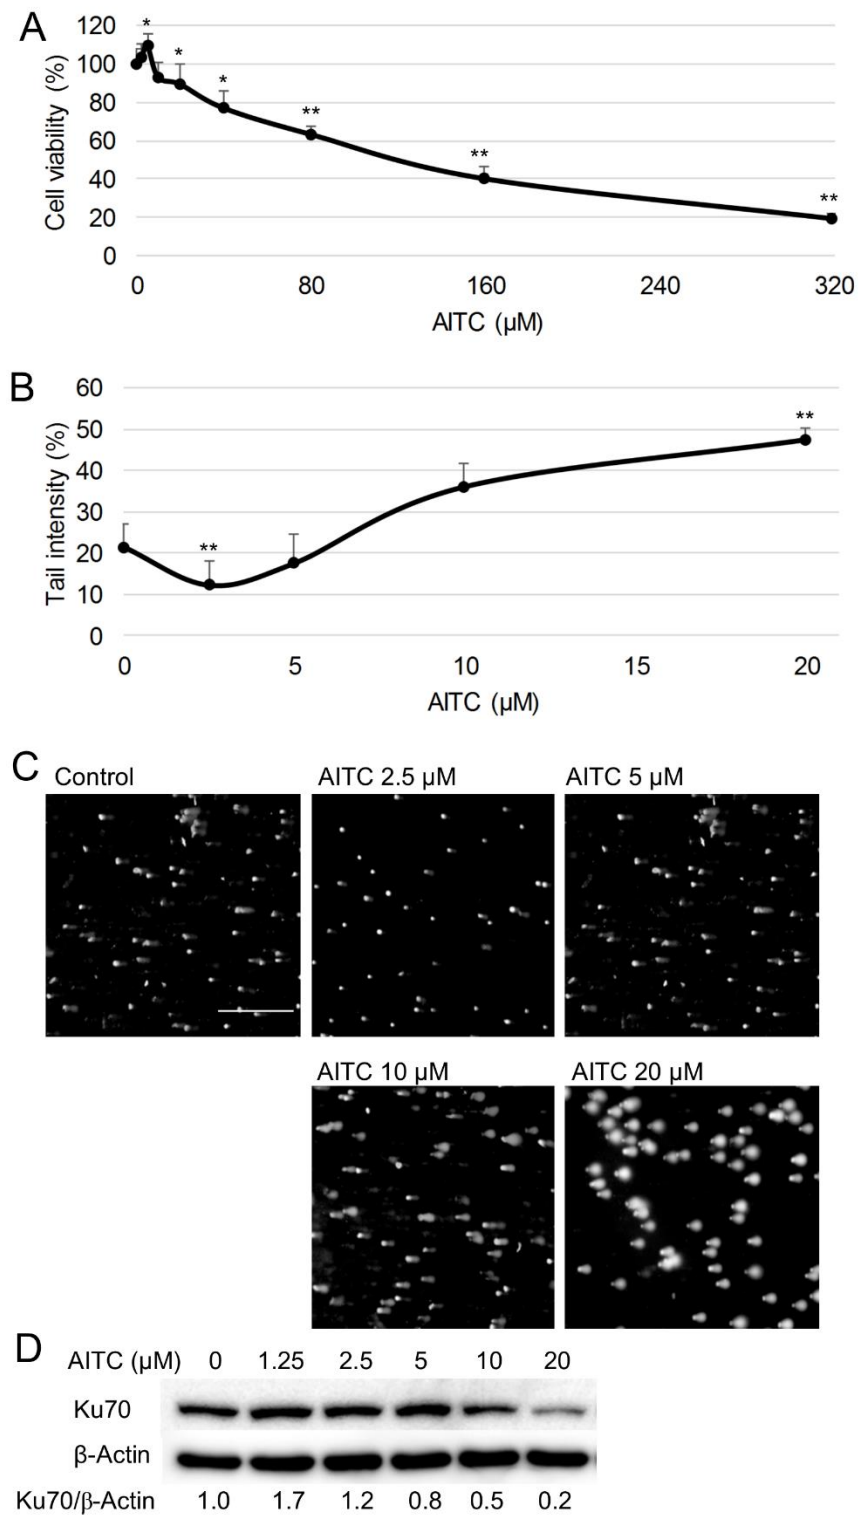 A
Cell viability (%)
120
100
80
60
40
20
0
*
*
*
**
**
**
0 80 160 240 320
AITC (µM)
B
Tail intensity (%)
60
50
40
30
20
10
0
**
**
0 5 10 15 20
AITC (µM)
C
Control AITC 2.5 µM AITC 5 µM
AITC 10 µM AITC 20 µM
D
AITC (µM) 0 1.25 2.5 5 10 20
Ku70
β-Actin
Ku70/β-Actin 1.0 1.7 1.2 0.8 0.5 0.2